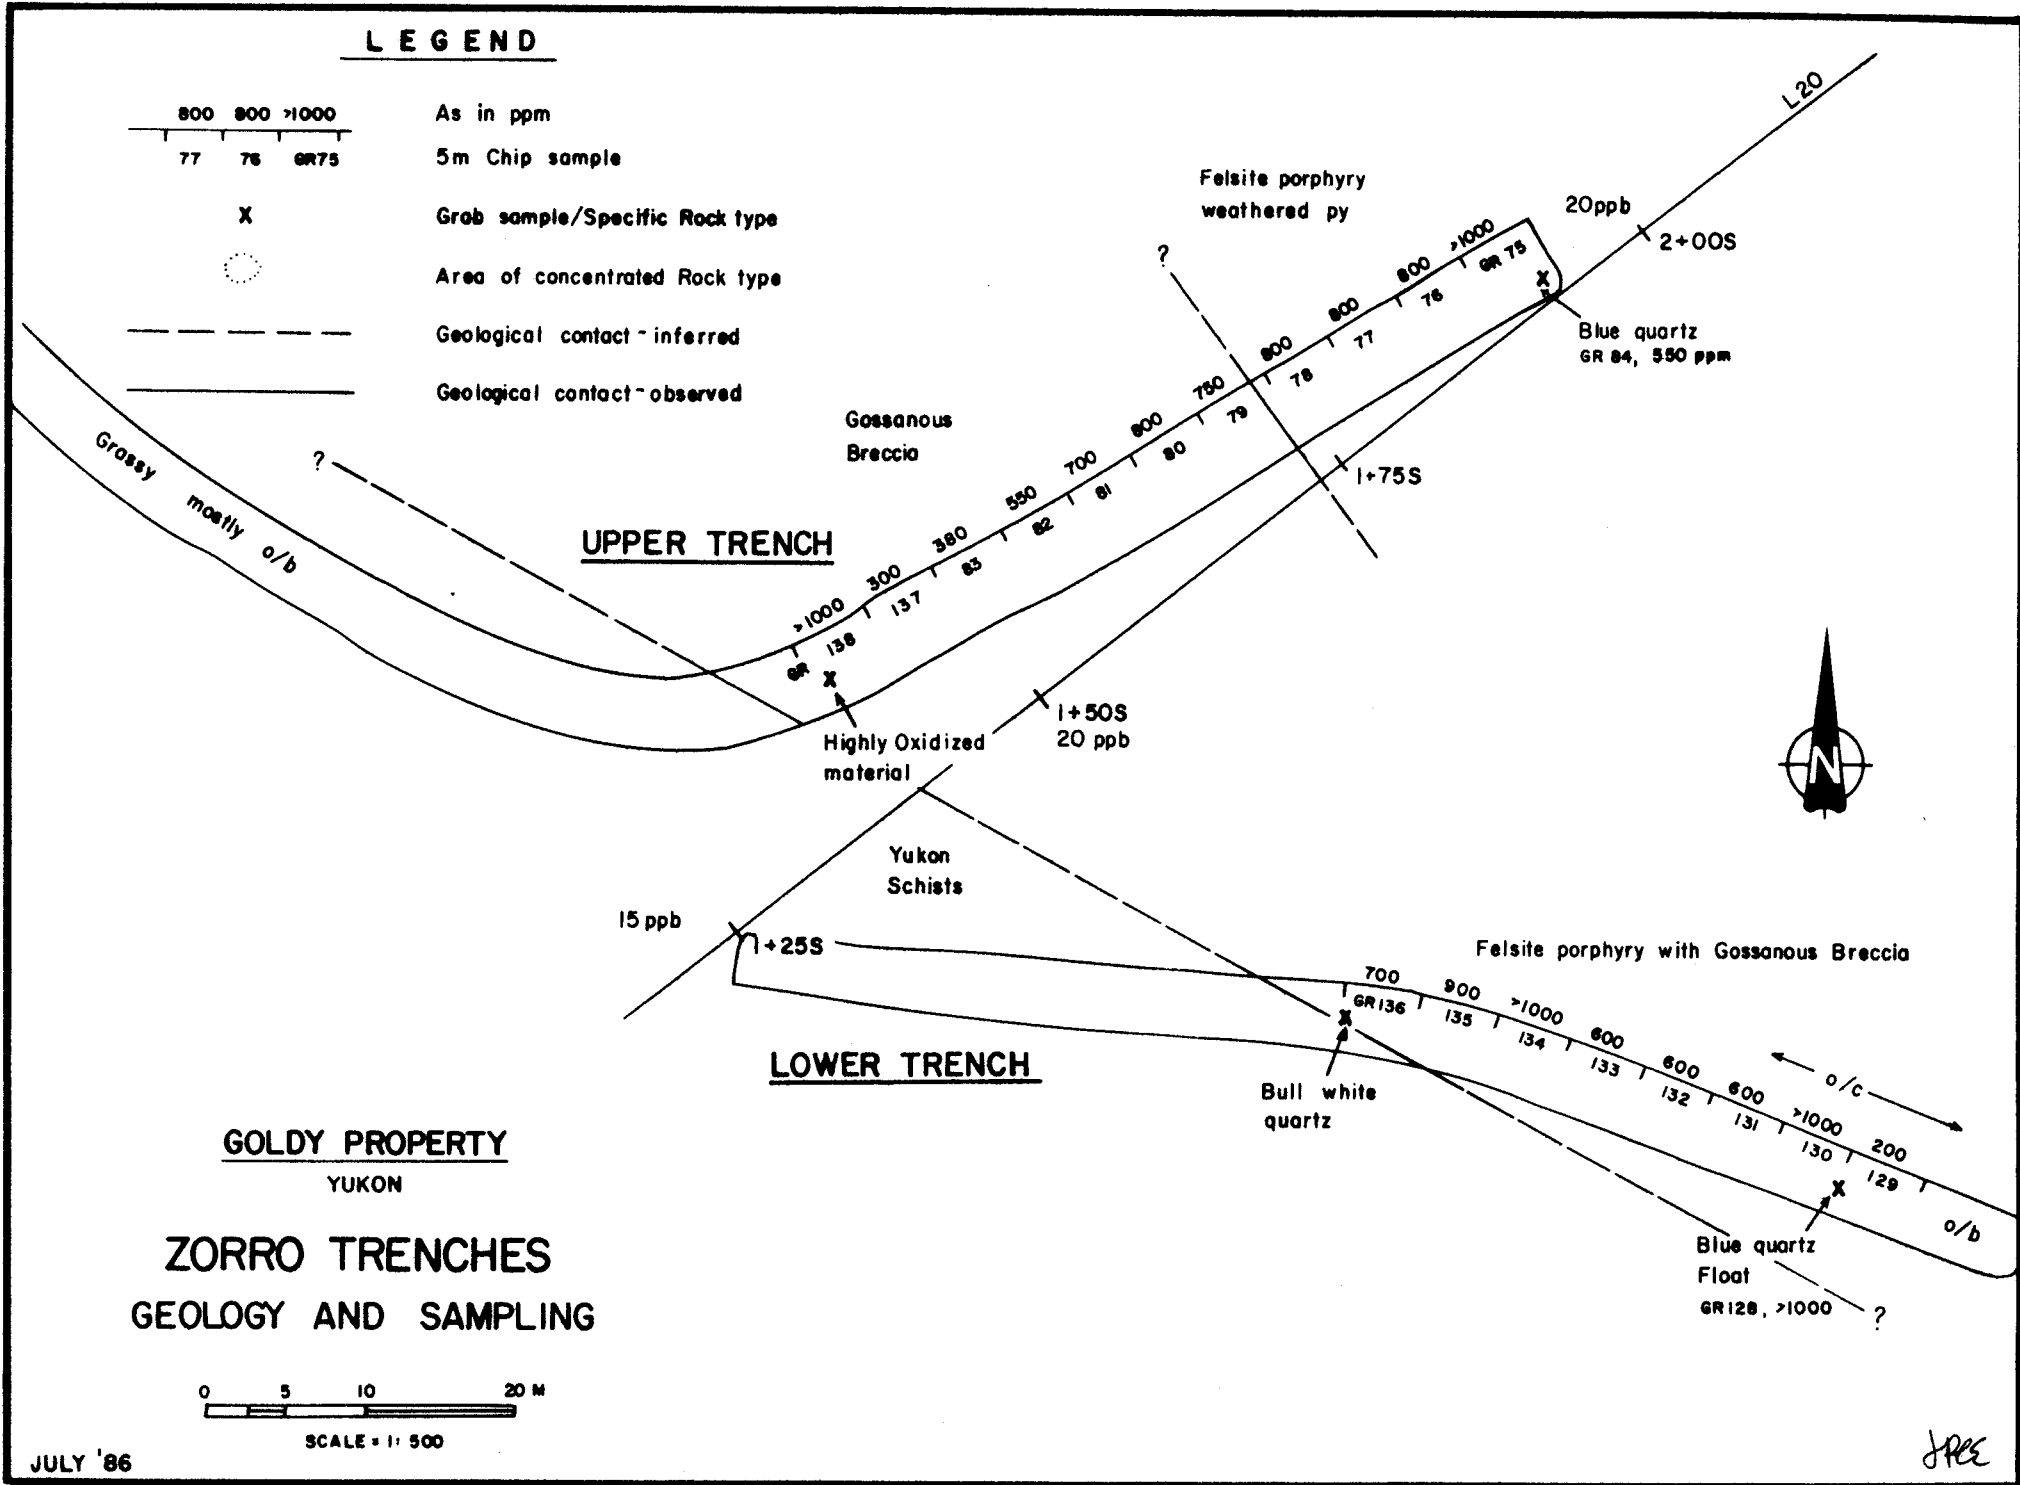 LEGEND
800 800 >1000
As in ppm
77 76 GR75
5m Chip sample
X
Grab sample/Specific Rock type
Area of concentrated Rock type
Geological contact-inferred
Geological contact-observed
L20
Felsite porphyry
weathered py
20ppb
2+00S
?
>1000
GR 75
800
76
800
77
800
78
750
79
800
80
700
81
550
82
380
83
300
137
>1000
GR 138
X
Blue quartz
GR 84, 550 ppm
1+75S
Gossanous
Breccia
Grassy mostly o/b
?
UPPER TRENCH
X
Highly Oxidized
material
1+50S
20 ppb
N
Yukon
Schists
15 ppb
1+25S
LOWER TRENCH
Felsite porphyry with Gossanous Breccia
700
GR136
900
135
>1000
134
600
133
600
132
600
131
>1000
130
200
129
X
Bull white
quartz
o/c
o/b
X
Blue quartz
Float
GR128, >1000
?
GOLDY PROPERTY
YUKON
ZORRO TRENCHES
GEOLOGY AND SAMPLING
0 5 10 20 M
SCALE = 1: 500
JULY '86